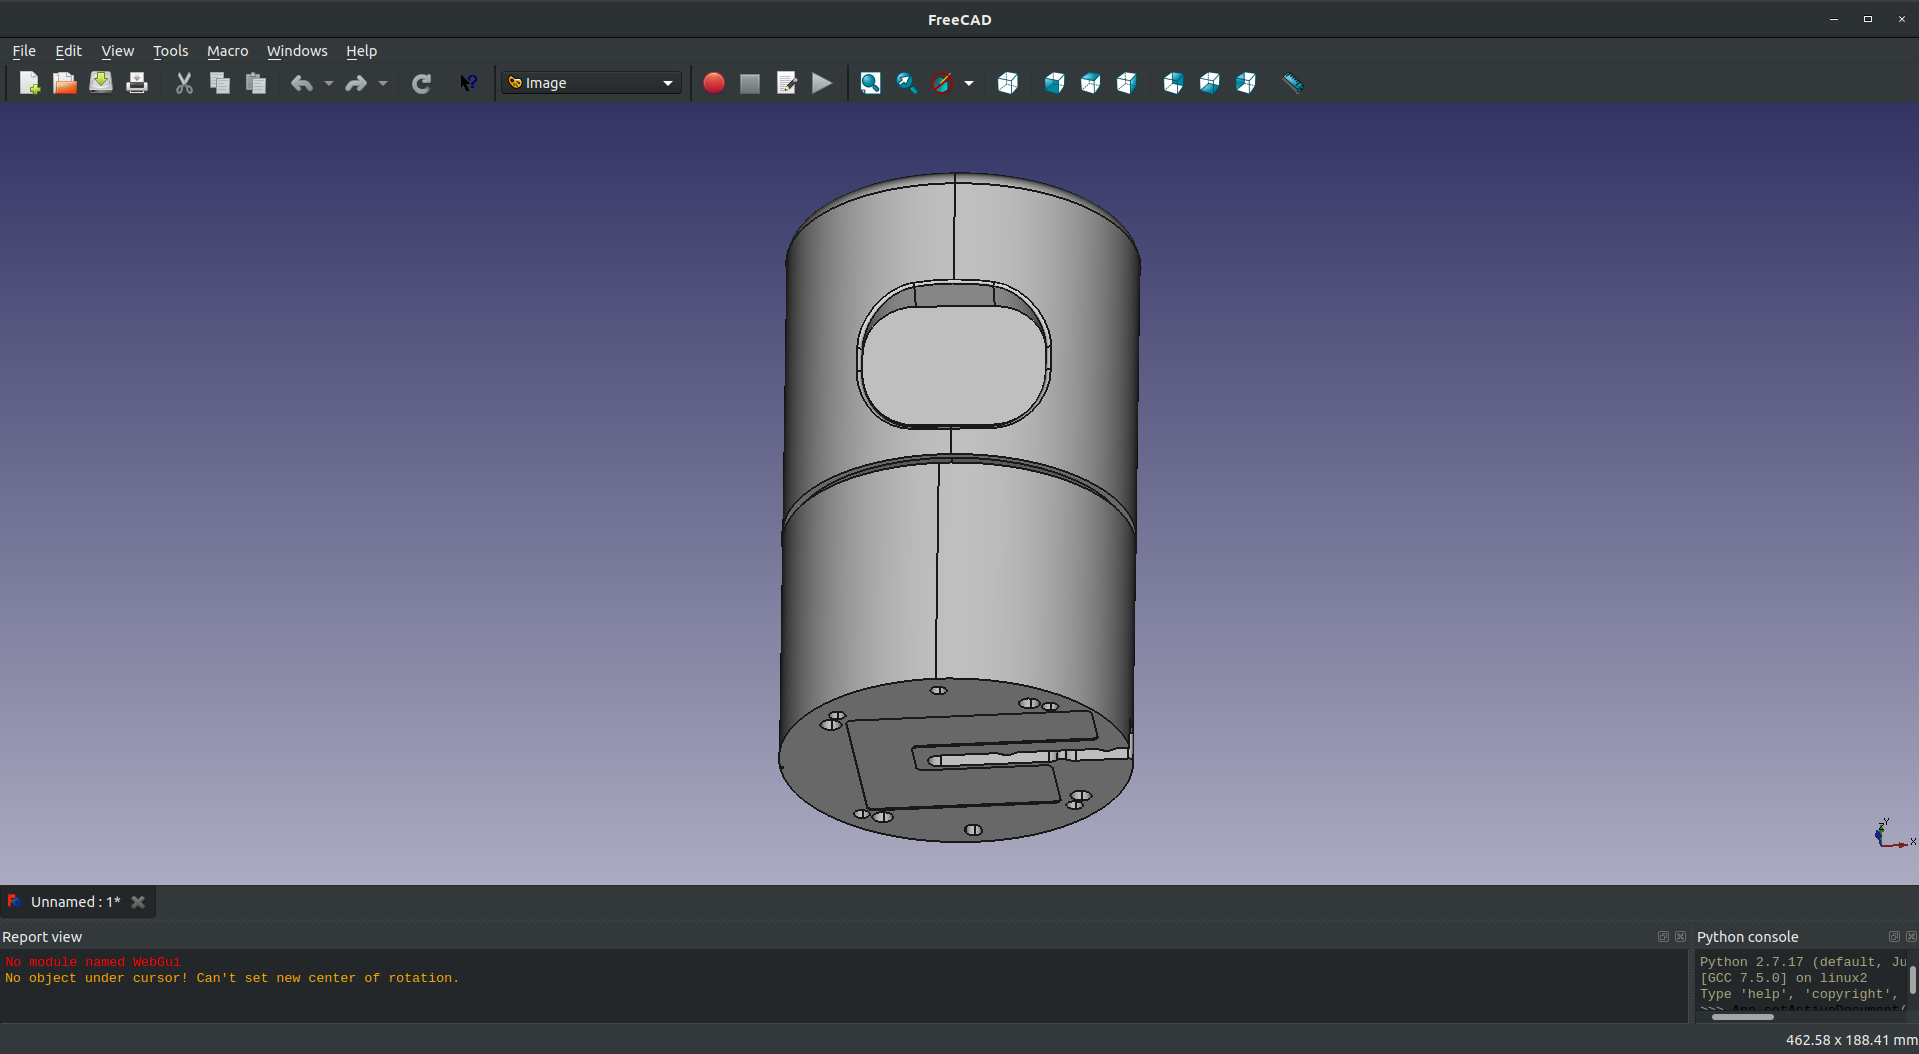 FreeCAD
File Edit View Tools Macro Windows Help
Image
Y
Z
X
Unnamed : 1*
Report view
No module named WebGui
No object under cursor! Can't set new center of rotation.
Python console
Python 2.7.17 (default, Ju
[GCC 7.5.0] on linux2
Type 'help', 'copyright',
>>> App.setActiveDocument(
462.58 x 188.41 mm